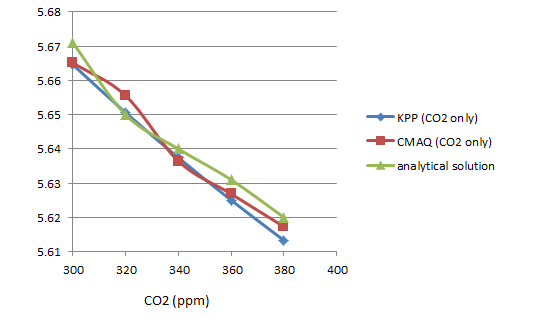 5.68
5.67
5.66
5.65
5.64
5.63
5.62
5.61
300 320 340 360 380 400
CO2 (ppm)
KPP (CO2 only)
CMAQ (CO2 only)
analytical solution